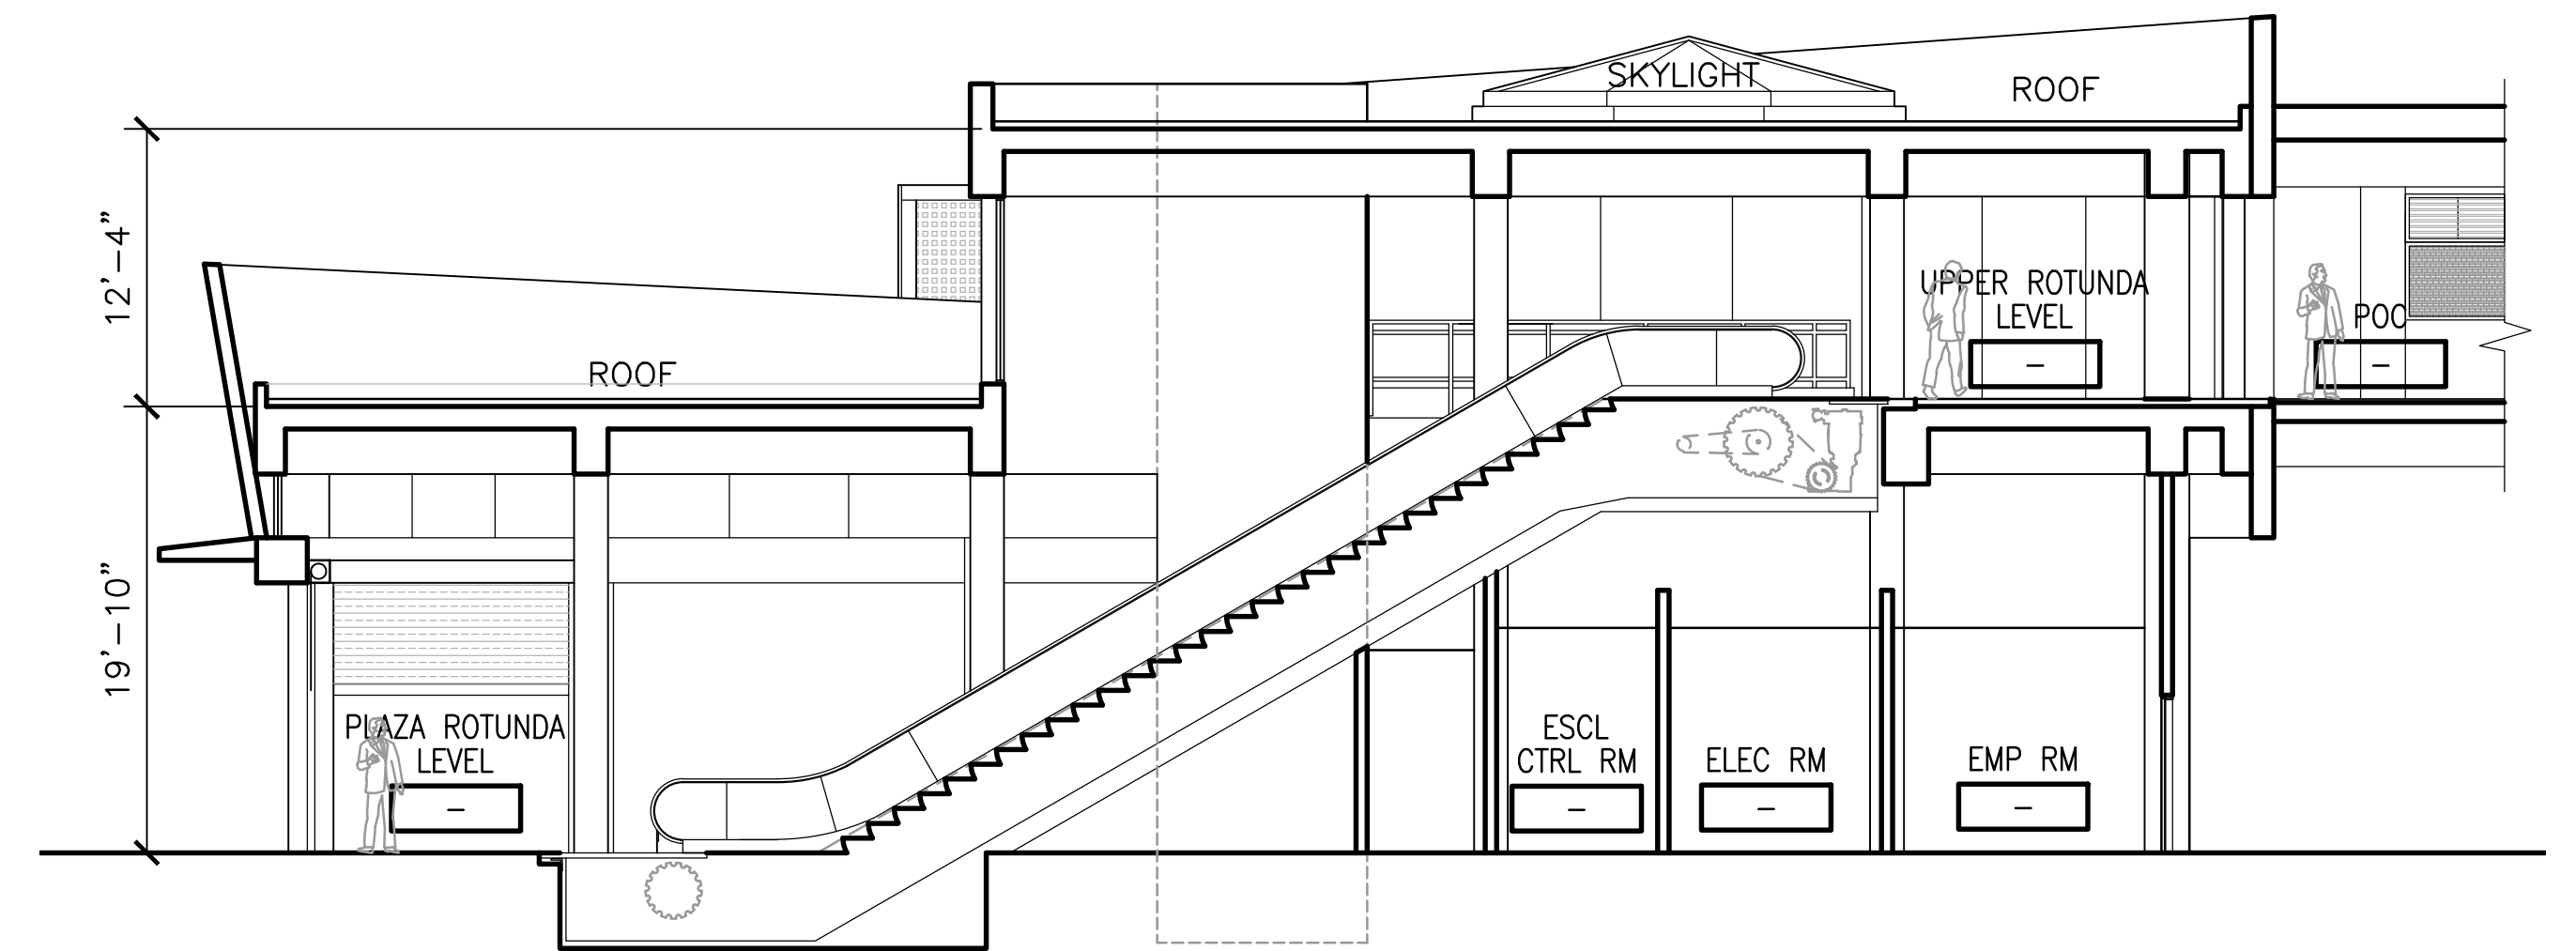 SKYLIGHT
ROOF
12'-4"
UPPER ROTUNDA
LEVEL
POC
ROOF
19'-10"
PLAZA ROTUNDA
LEVEL
ESCL
CTRL RM
ELEC RM
EMP RM
-
-
-
-
-
-